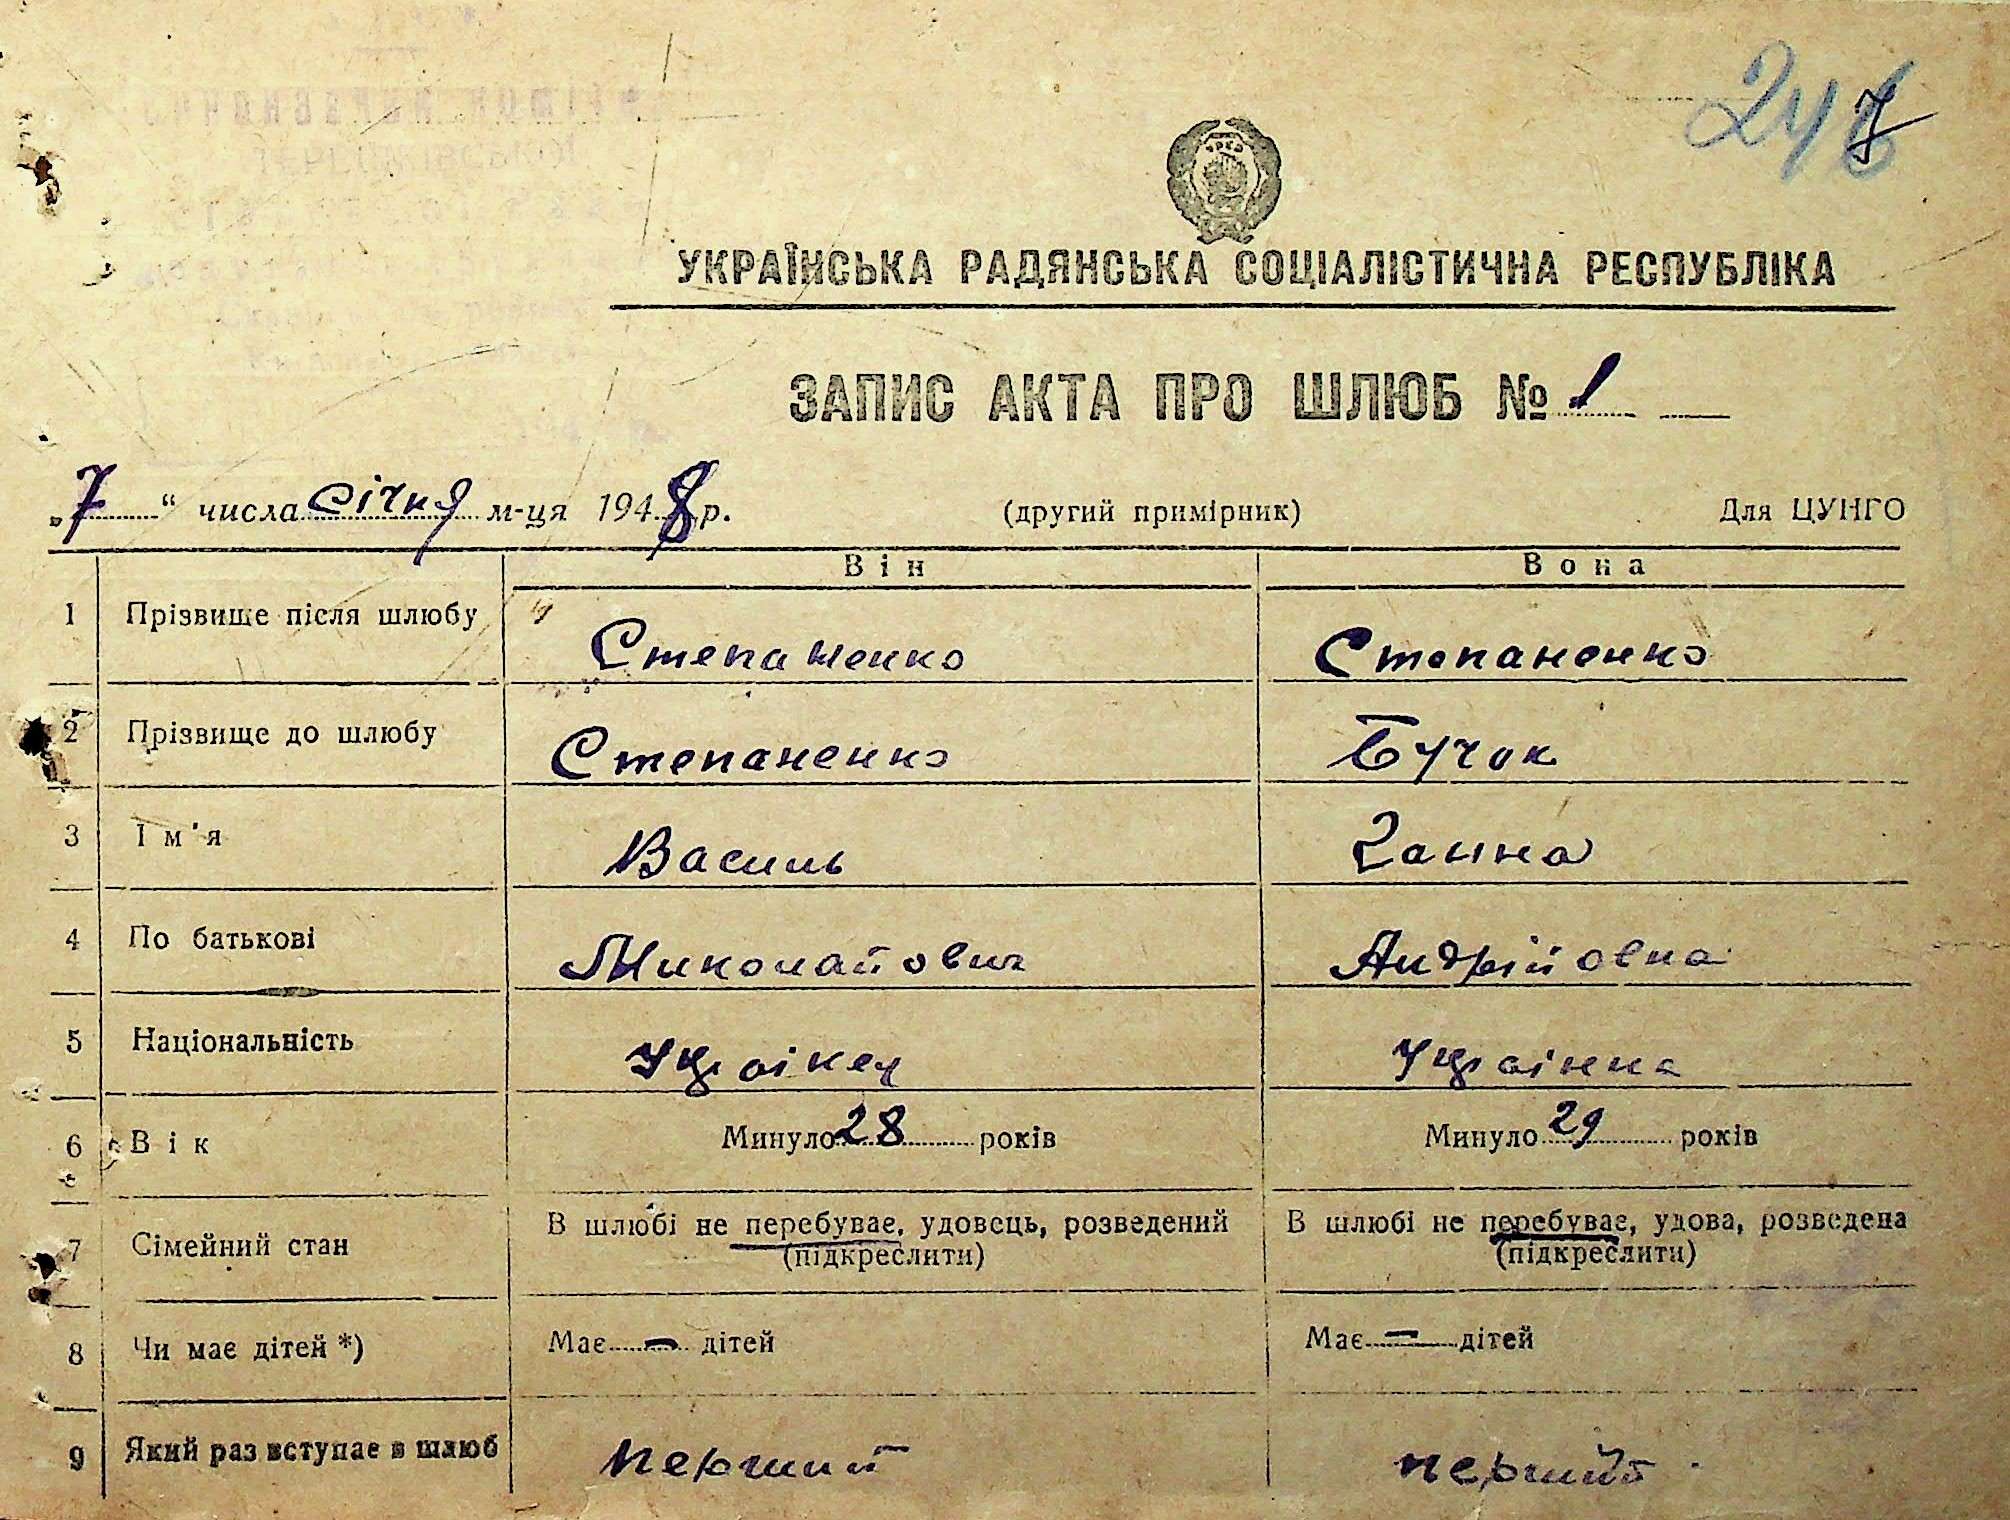 247
УКРАЇНСЬКА РАДЯНСЬКА СОЦІАЛІСТИЧНА РЕСПУБЛІКА
ЗАПИС АКТА ПРО ШЛЮБ № 1
„7“ числа січня м-ця 1948 р. (другий примірник) Для ЦУНГО
Він Вона
1 Прізвище після шлюбу Степаненко Степаненко
2 Прізвище до шлюбу Степаненко Бучок
3 Ім'я Василь Ганна
4 По батькові Миколайович Андрійовна
5 Національність Українец Українка
6 Вік Минуло 28 років Минуло 29 років
7 Сімейний стан В шлюбі не перебуває, удовець, розведений В шлюбі не перебуває, удова, розведена
(підкреслити) (підкреслити)
8 Чи має дітей *) Має — дітей Має — дітей
9 Який раз вступає в шлюб перший перший